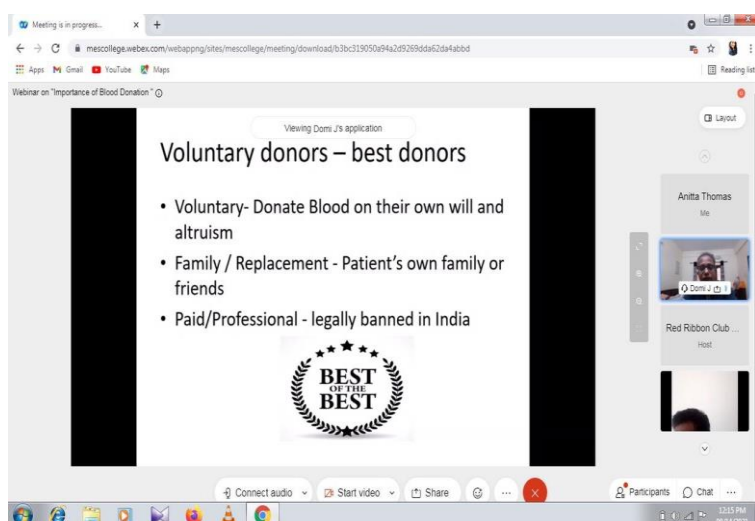 Meeting is in progress...
mescollege.webex.com/webappng/sites/mescollege/meeting/download/b3bc319050a94a2d9269dda62da4abbd
Apps Gmail YouTube Maps
Reading list
Webinar on "Importance of Blood Donation "
Layout
Viewing Domi J's application
Voluntary donors – best donors
• Voluntary- Donate Blood on their own will and
altruism
• Family / Replacement - Patient's own family or
friends
• Paid/Professional - legally banned in India
BEST
OF THE
BEST
Anitta Thomas
Me
Domi J
Red Ribbon Club ...
Host
Connect audio
Start video
Share
Participants
Chat
12:15 PM